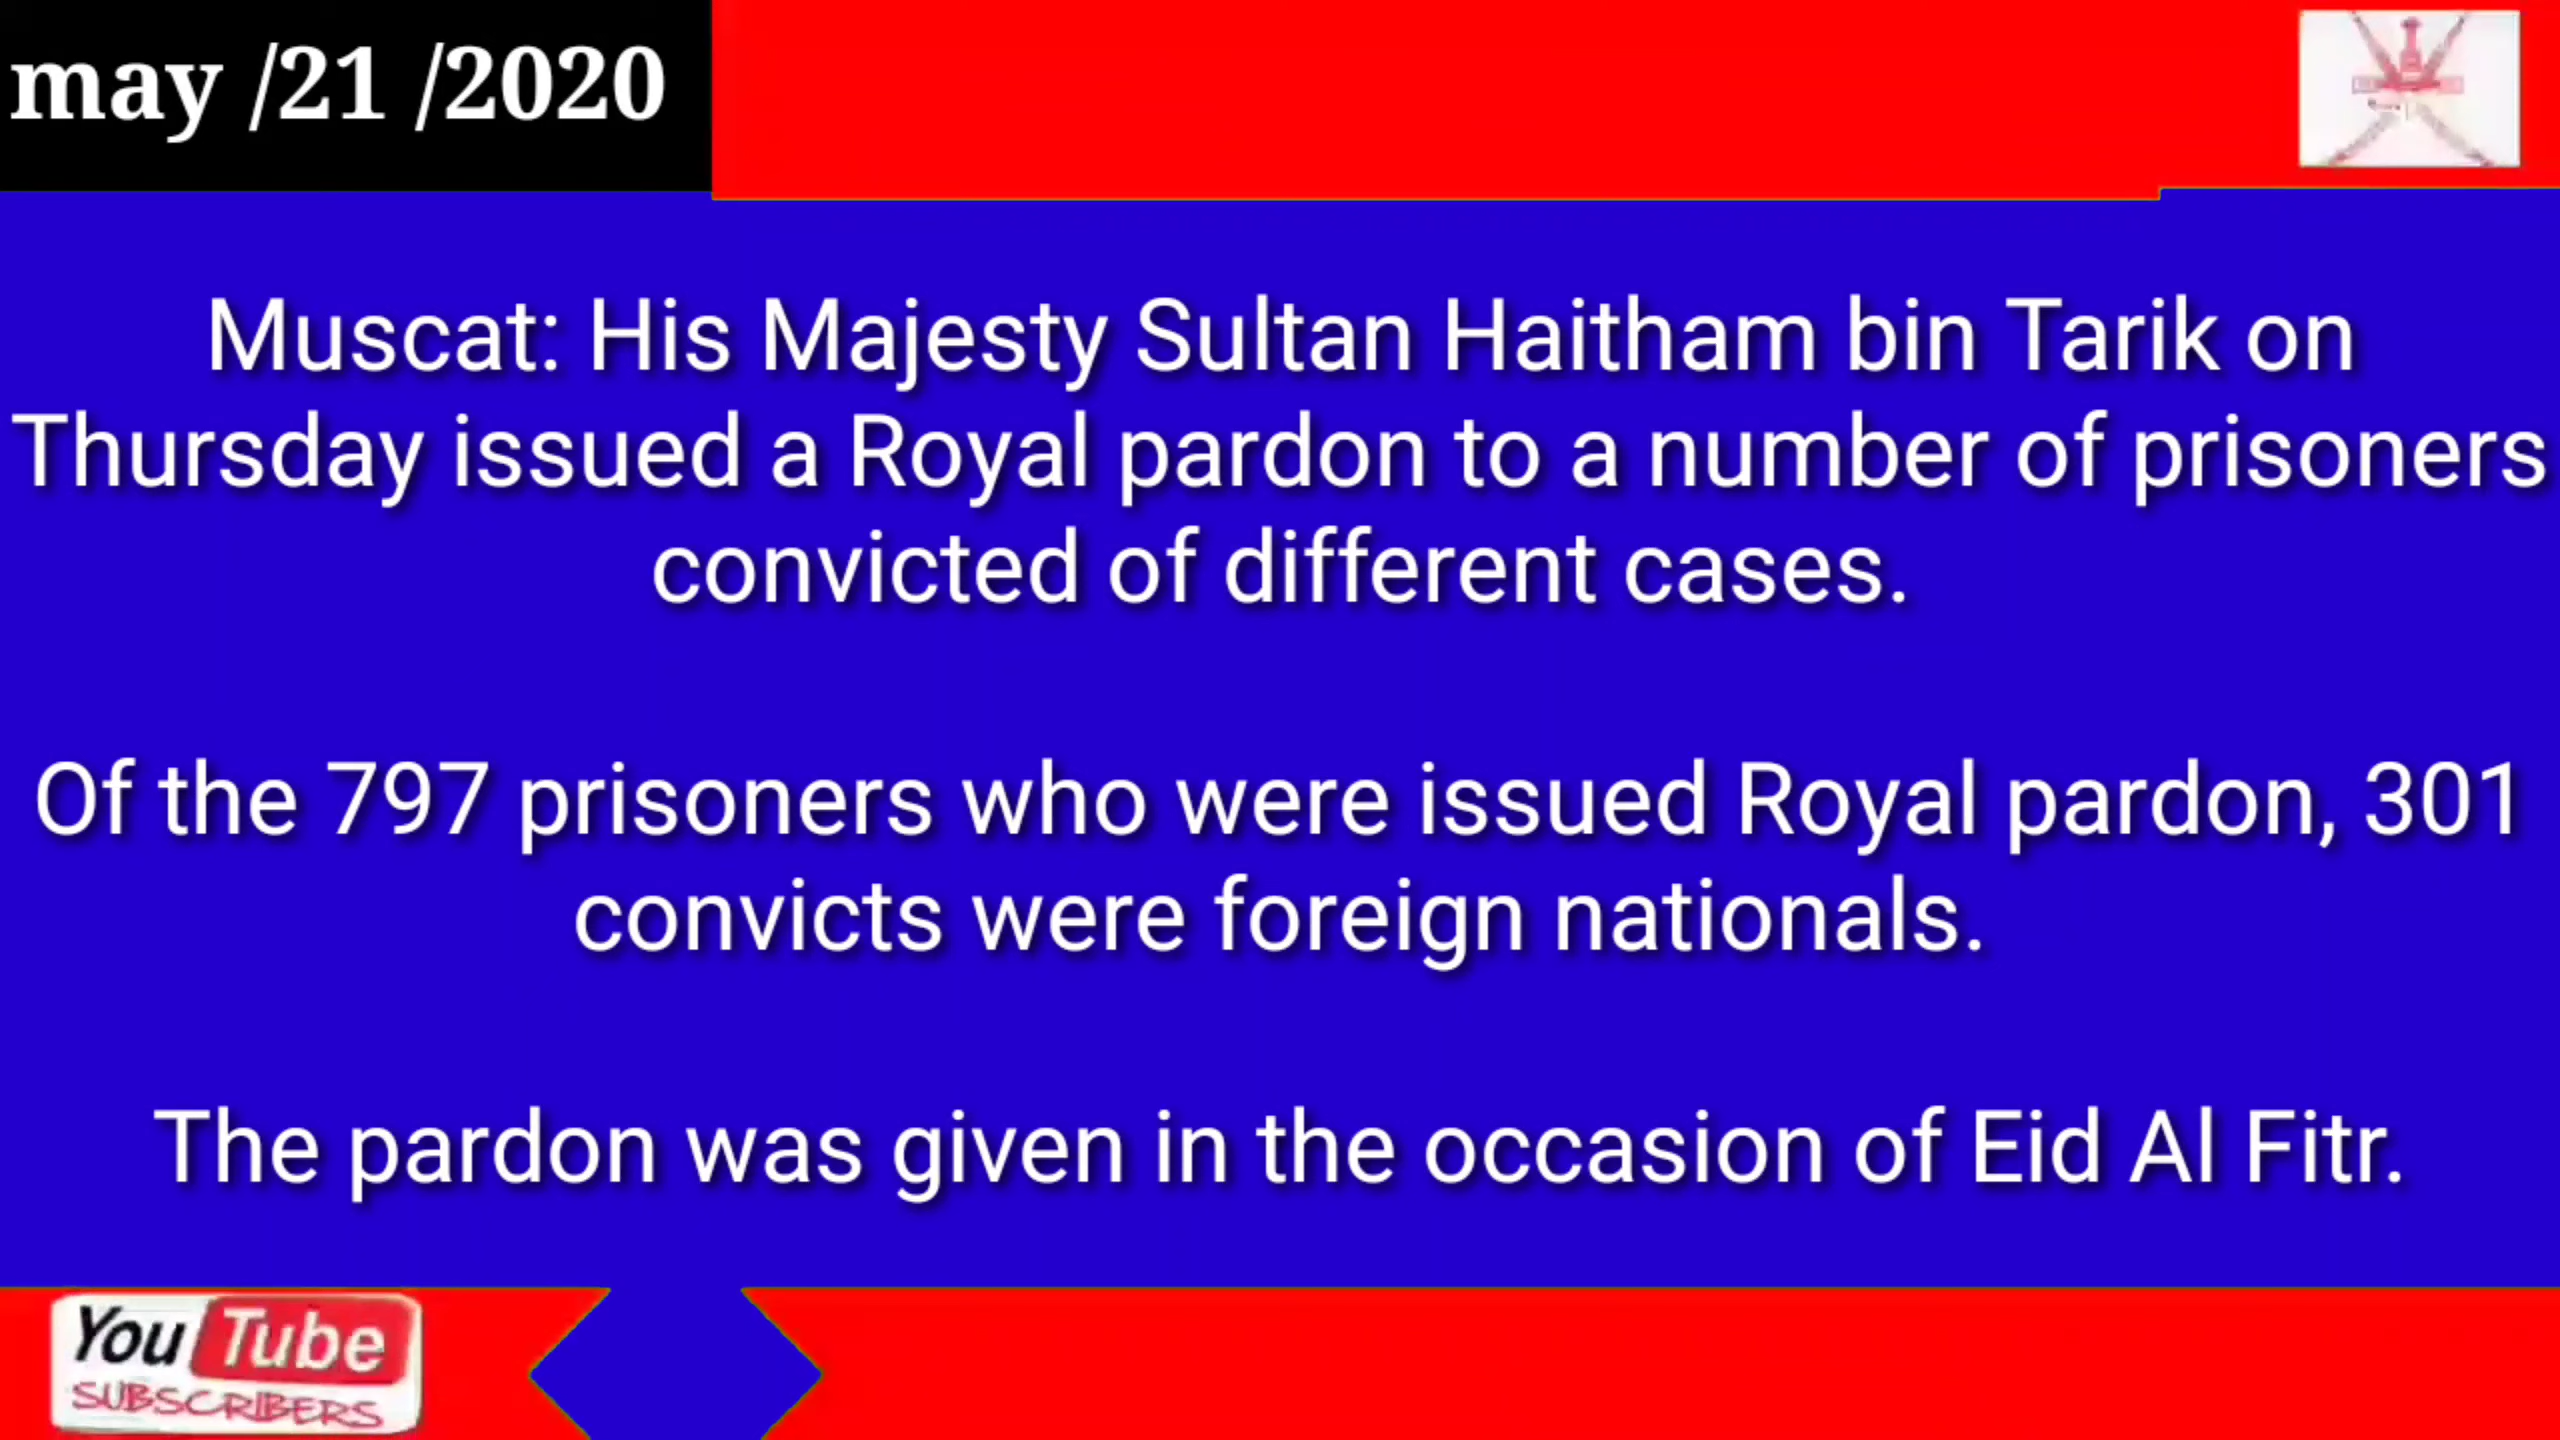 may /21 /2020
Muscat: His Majesty Sultan Haitham bin Tarik on
Thursday issued a Royal pardon to a number of prisoners
convicted of different cases.
Of the 797 prisoners who were issued Royal pardon, 301
convicts were foreign nationals.
The pardon was given in the occasion of Eid Al Fitr.
You Tube
SUBSCRIBERS